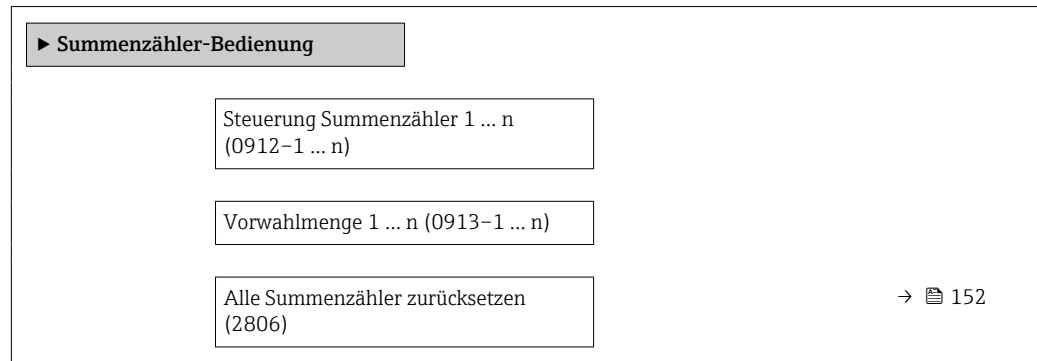 ▶ Summenzähler-Bedienung
Steuerung Summenzähler 1 … n
(0912–1 … n)
Vorwahlmenge 1 … n (0913–1 … n)
Alle Summenzähler zurücksetzen
(2806)
→ 152